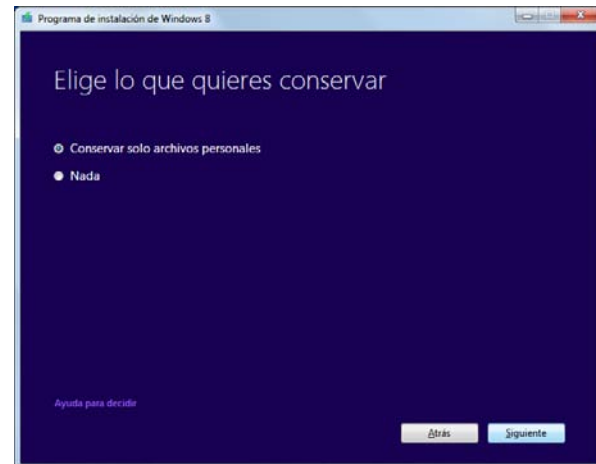 Programa de instalación de Windows 8
Elige lo que quieres conservar
Conservar solo archivos personales
Nada
Ayuda para decidir
Atrás
Siguiente